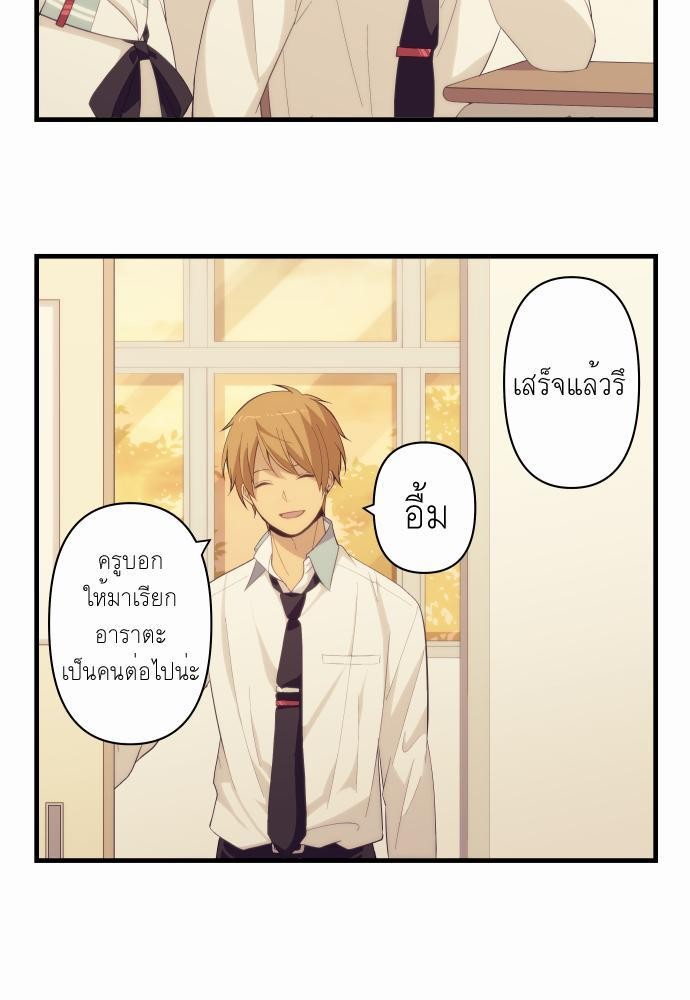 เสร็จแล้วรึ
อื้ม
ครูบอก
ให้มาเรียก
อาราตะ
เป็นคนต่อไปน่ะ